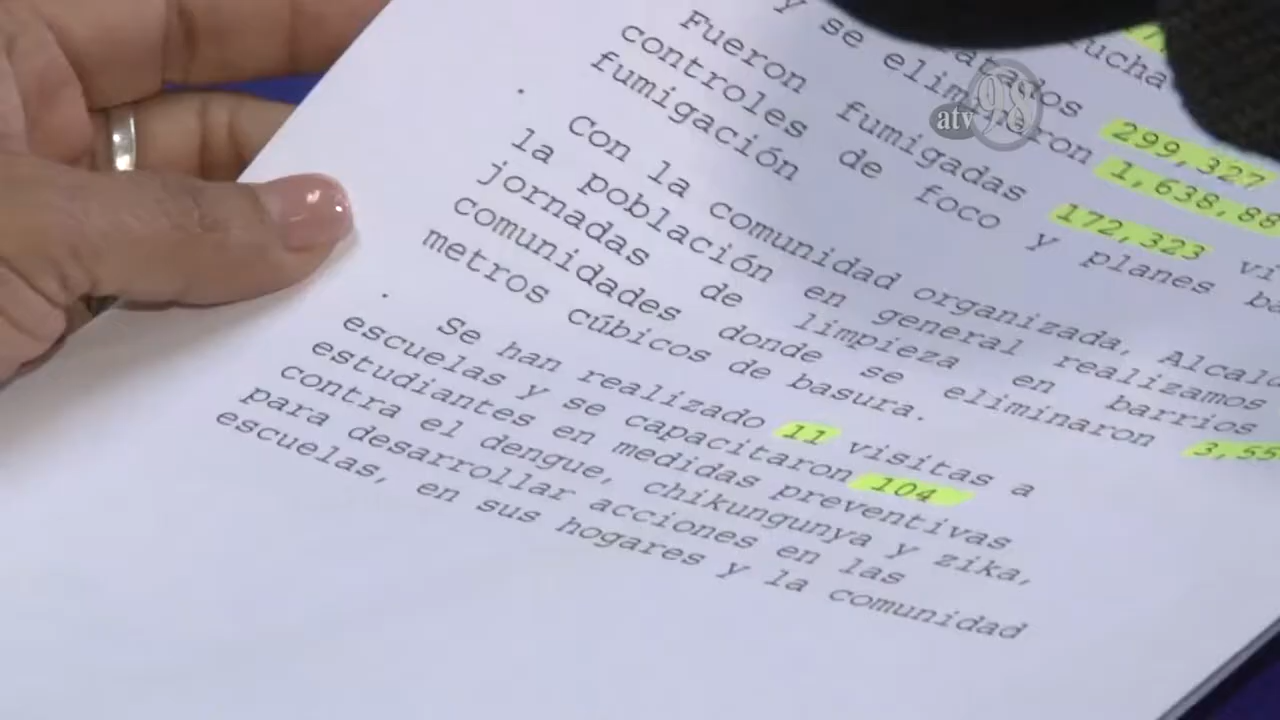 lucha
y se
299,327
y se eliminaron 1,638,88
Fueron fumigadas 172,323
controles de foco y planes
fumigación
Con la comunidad organizada,
la población en general realizamos
jornadas de limpieza en barrios
comunidades donde se eliminaron 3,55
metros cúbicos de basura.
Se han realizado 11 visitas a
escuelas y se capacitaron 104
estudiantes en medidas preventivas
contra el dengue, chikungunya y zika,
para desarrollar acciones en las
escuelas, en sus hogares y la comunidad
atv 98